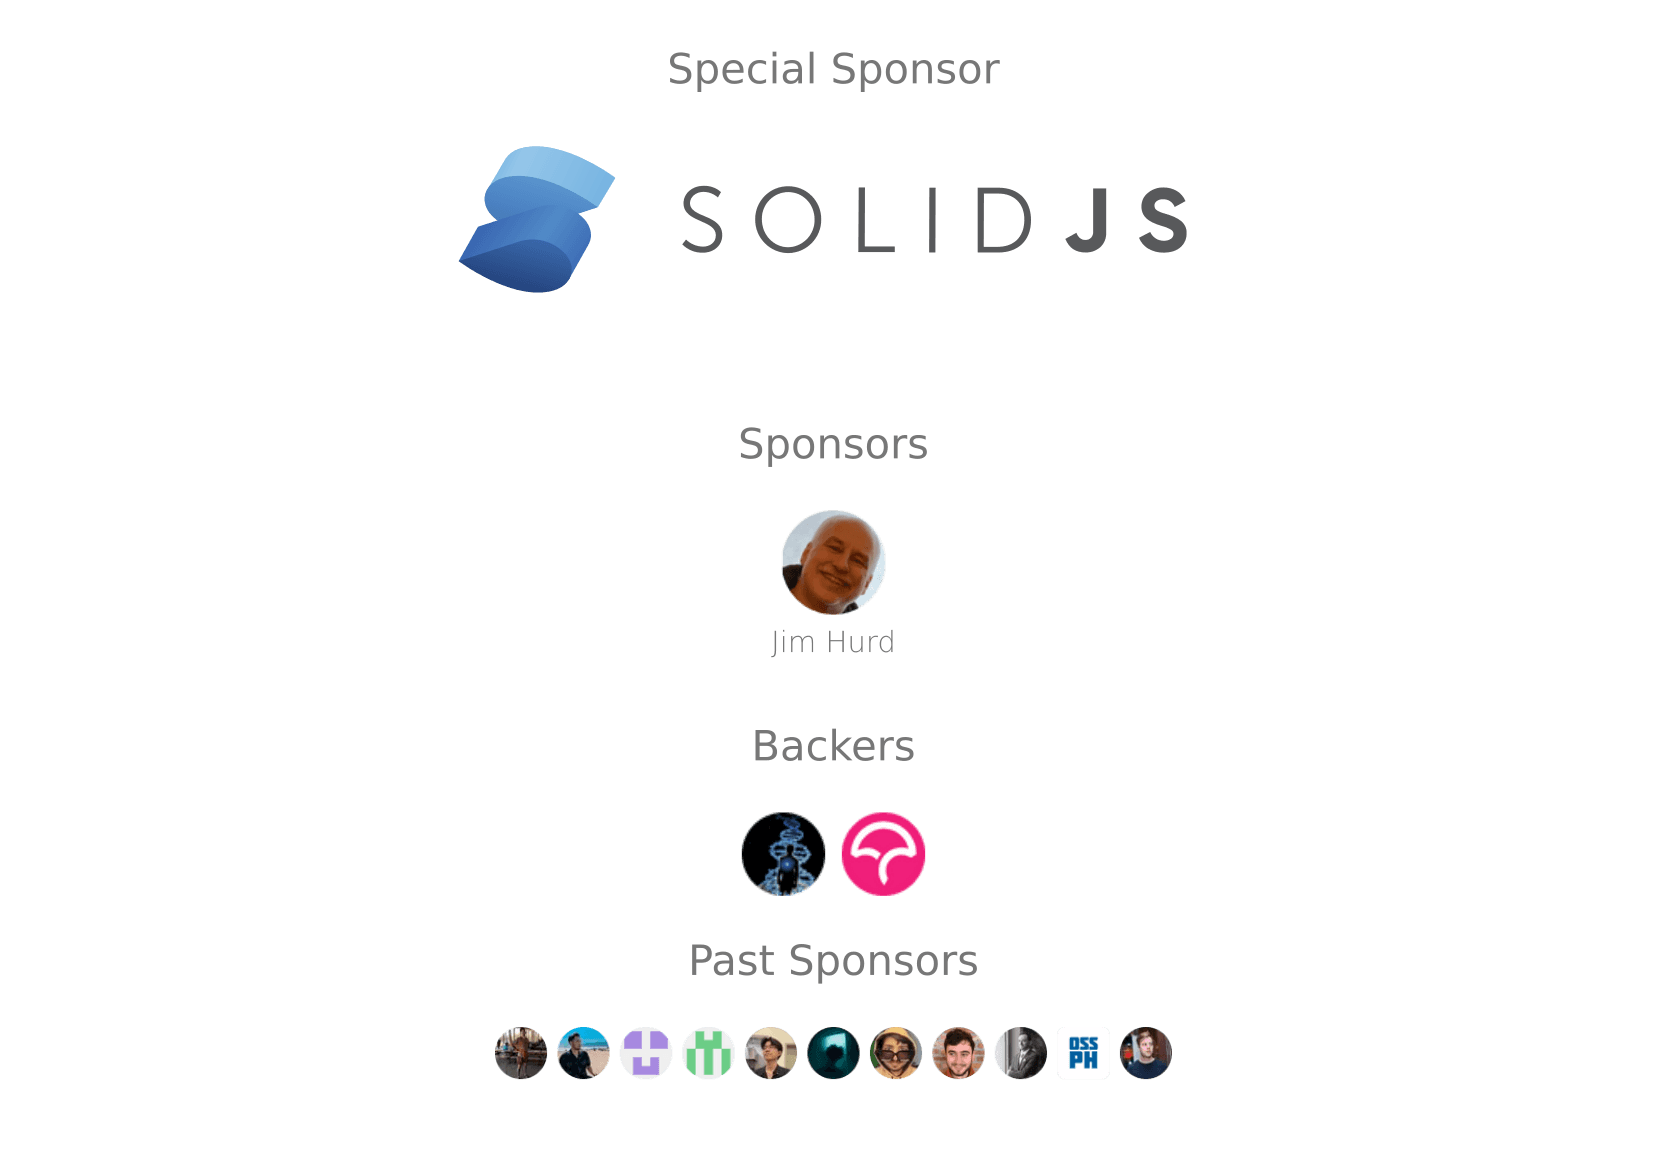 Special Sponsor
SOLIDJS
Sponsors
Jim Hurd
Backers
Past Sponsors
OSS
PH